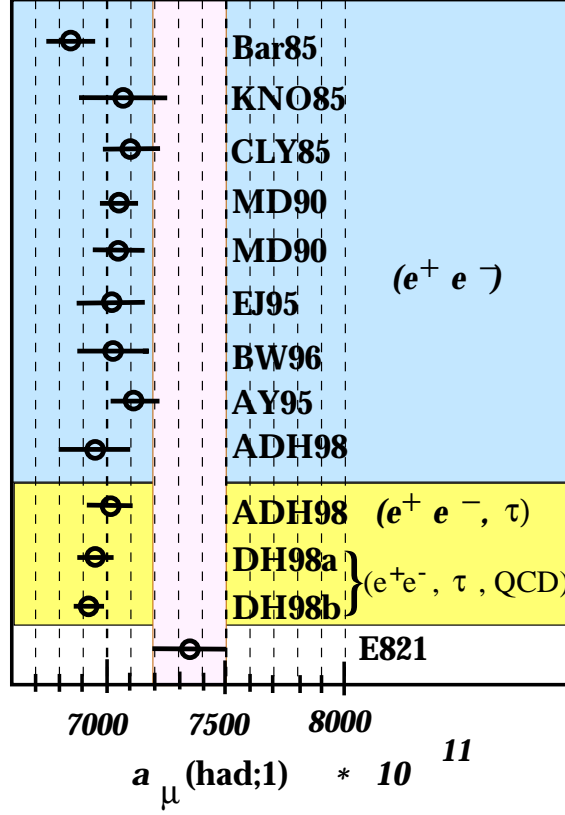 Bar85
KNO85
CLY85
MD90
MD90
(e⁺ e⁻)
EJ95
BW96
AY95
ADH98
ADH98 (e⁺ e⁻, τ)
DH98a
} (e⁺e⁻, τ, QCD)
DH98b
E821
7000 7500 8000
a μ (had;1) * 10 11